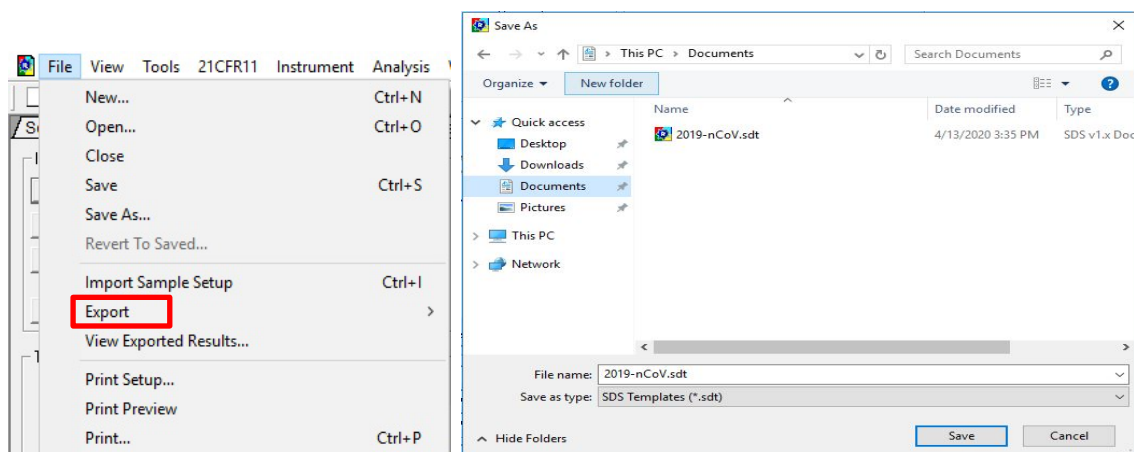 File View Tools 21CFR11 Instrument Analysis
New... Ctrl+N
Open... Ctrl+O
Close
Save Ctrl+S
Save As...
Revert To Saved...
Import Sample Setup Ctrl+I
Export
View Exported Results...
Print Setup...
Print Preview
Print... Ctrl+P
Save As
This PC > Documents Search Documents
Organize New folder
Name Date modified Type
Quick access
2019-nCoV.sdt 4/13/2020 3:35 PM SDS v1.x Doc
Desktop
Downloads
Documents
Pictures
This PC
Network
File name: 2019-nCoV.sdt
Save as type: SDS Templates (*.sdt)
Hide Folders Save Cancel